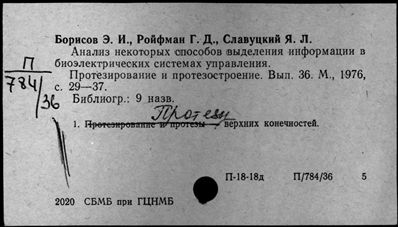 Борисов Э. И., Ройфман Г. Д., Славуцкий Я. Л.
Анализ некоторых способов выделения информации в
биоэлектрических системах управления.
П
784/36
Протезирование и протезостроение. Вып. 36. М., 1976,
с. 29—37.
Библиогр.: 9 назв.
Протезы
1. Протезирование и протезы верхних конечностей.
П-18-18д П/784/36 5
2020 СБМБ при ГЦНМБ